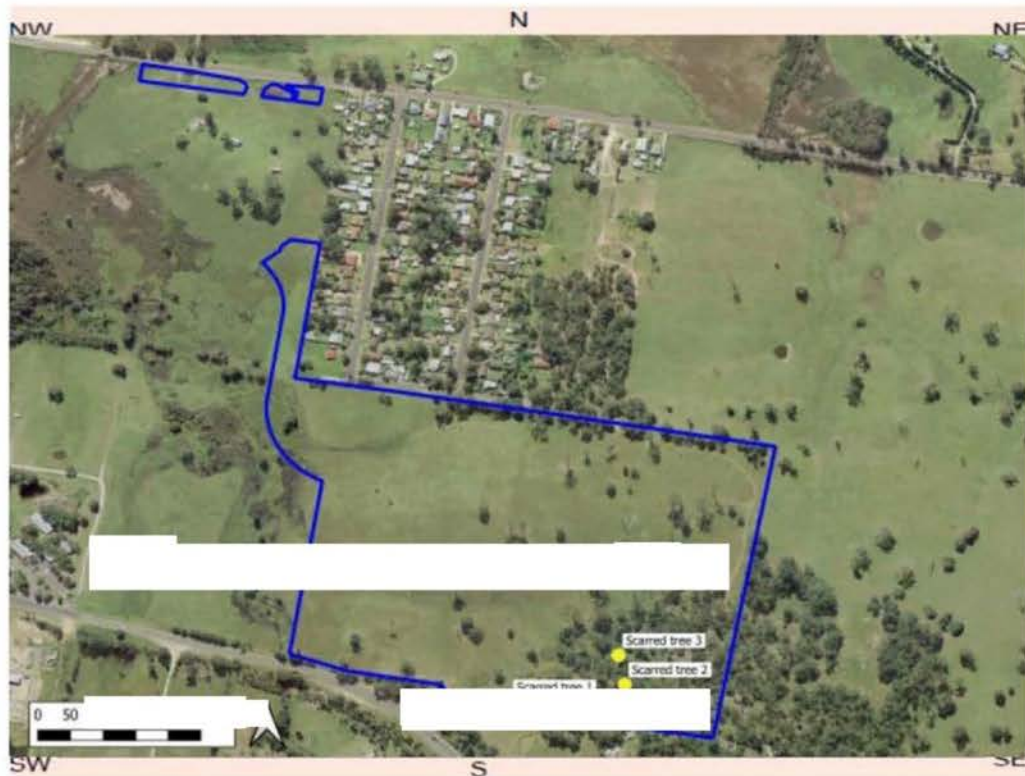 NW N NE
Scarred tree 3
Scarred tree 2
Scarred tree 1
0 50
SW S SE